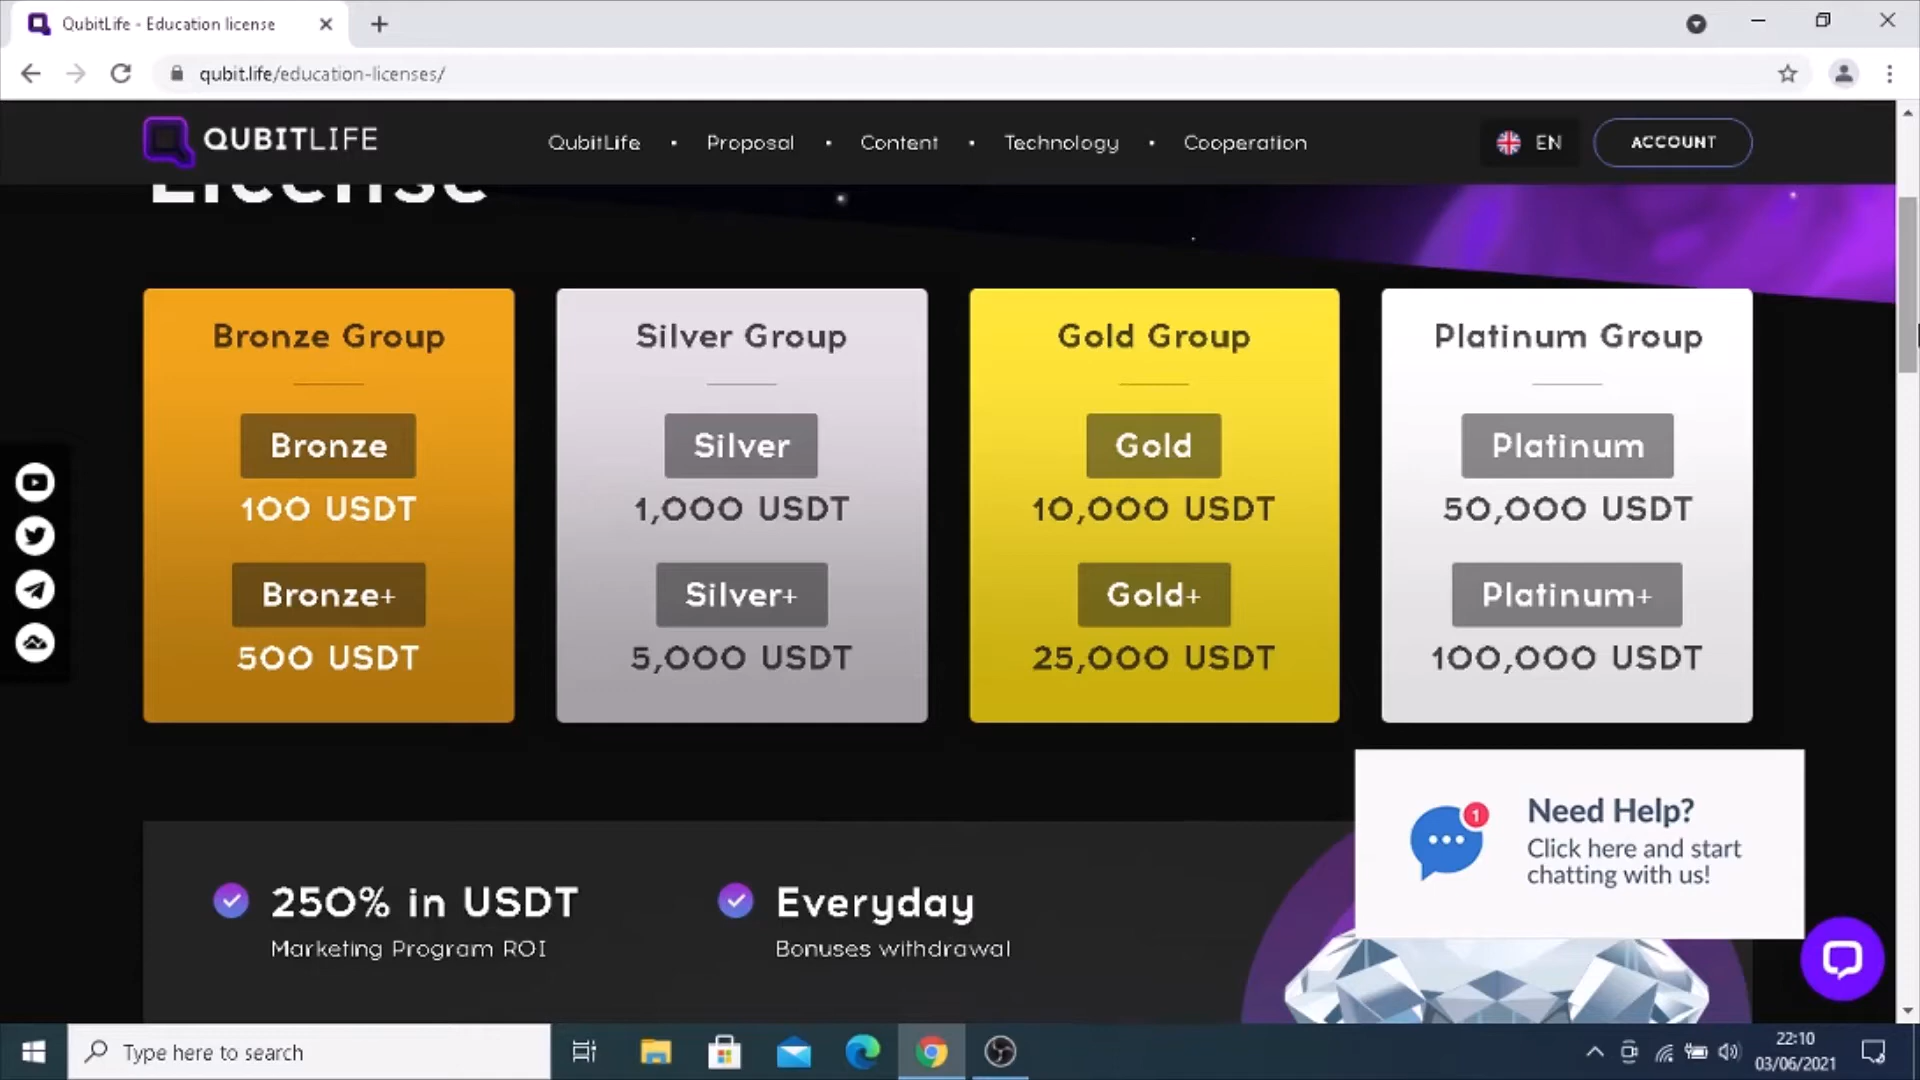 QubitLife - Education license
qubit.life/education-licenses/
QUBITLIFE
QubitLife • Proposal • Content • Technology • Cooperation
EN
ACCOUNT
License
Bronze Group
Bronze
100 USDT
Bronze+
500 USDT
Silver Group
Silver
1,000 USDT
Silver+
5,000 USDT
Gold Group
Gold
10,000 USDT
Gold+
25,000 USDT
Platinum Group
Platinum
50,000 USDT
Platinum+
100,000 USDT
250% in USDT
Marketing Program ROI
Everyday
Bonuses withdrawal
1
Need Help?
Click here and start
chatting with us!
Type here to search
22:10
03/06/2021